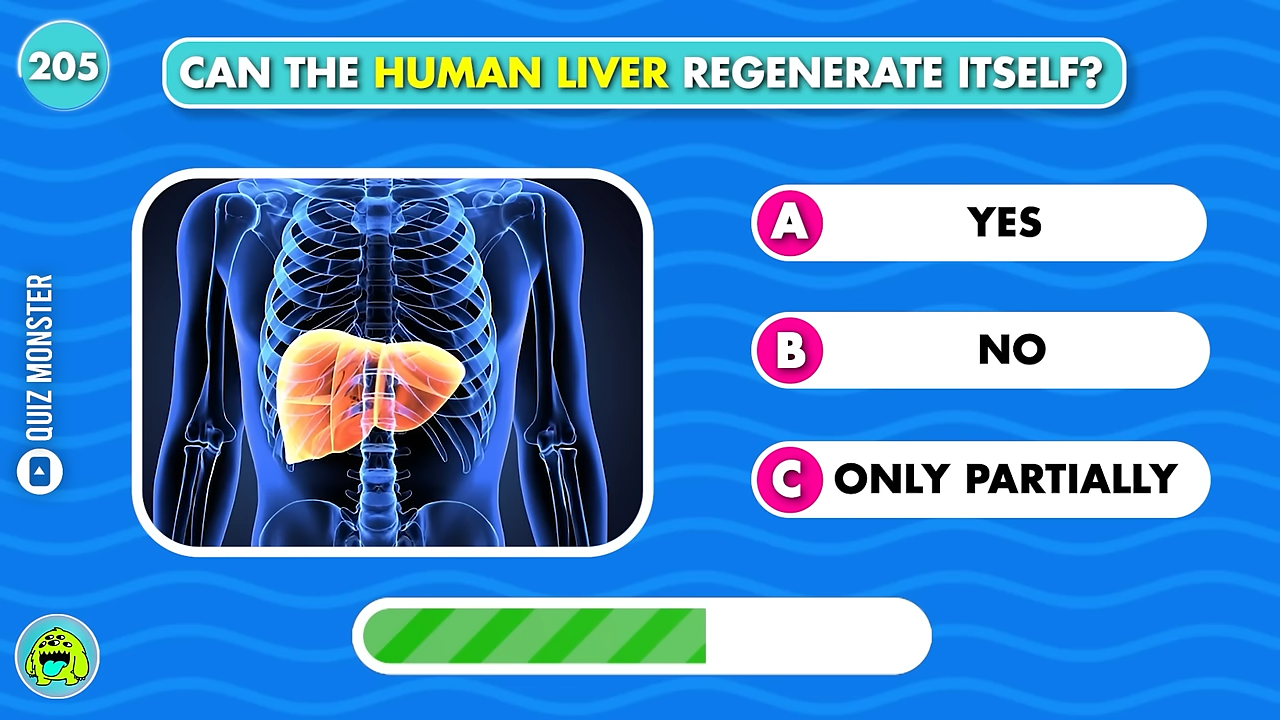 205
CAN THE HUMAN LIVER REGENERATE ITSELF?
A YES
B NO
C ONLY PARTIALLY
QUIZ MONSTER